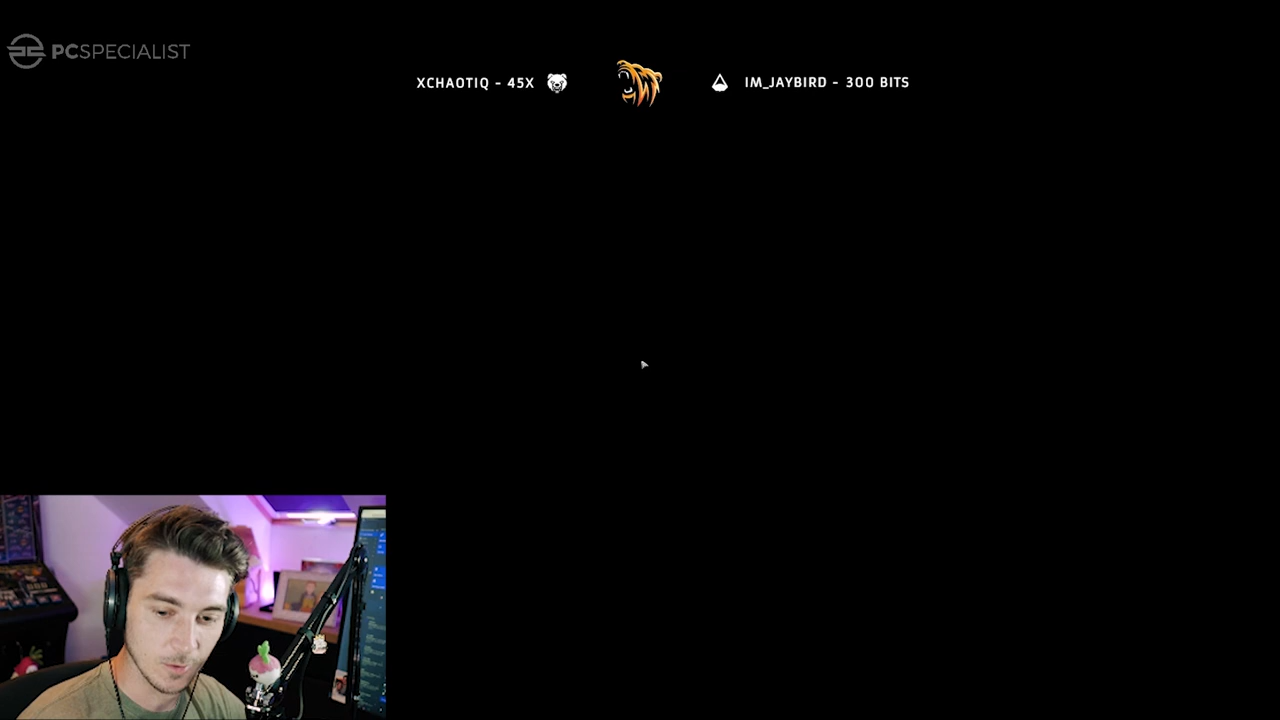 PCSPECIALIST
XCHAOTIQ - 45X
IM_JAYBIRD - 300 BITS